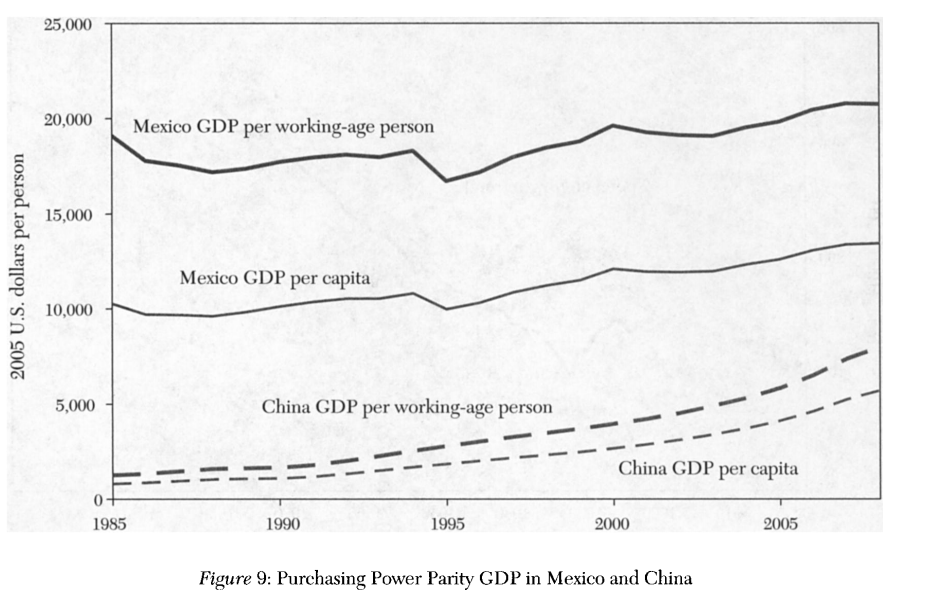 25,000
20,000
Mexico GDP per working-age person
15,000
Mexico GDP per capita
10,000
China GDP per working-age person
5,000
China GDP per capita
0
1985 1990 1995 2000 2005
2005 U.S. dollars per person
Figure 9: Purchasing Power Parity GDP in Mexico and China